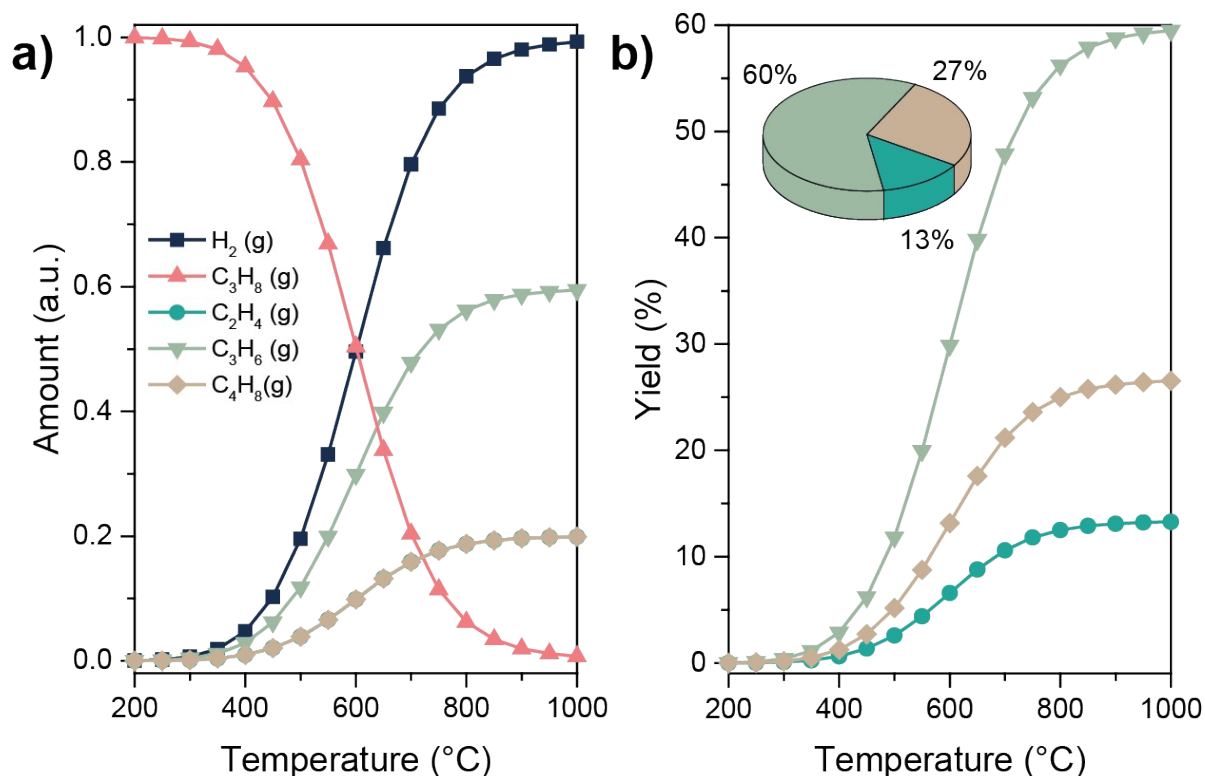 a)
1.0
0.8
0.6
0.4
0.2
0.0
Amount (a.u.)
H₂ (g)
C₃H₈ (g)
C₂H₄ (g)
C₃H₆ (g)
C₄H₈(g)
200 400 600 800 1000
Temperature (°C)
b)
60
50
40
30
20
10
0
Yield (%)
60%
27%
13%
200 400 600 800 1000
Temperature (°C)